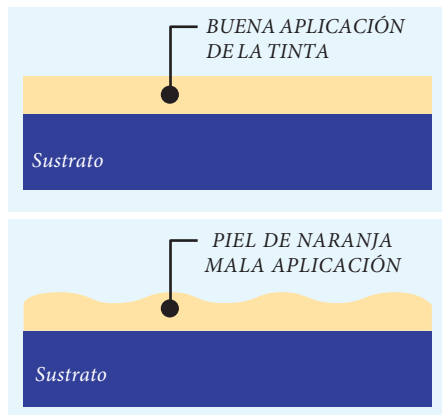 BUENA APLICACIÓN
DE LA TINTA
Sustrato
PIEL DE NARANJA
MALA APLICACIÓN
Sustrato